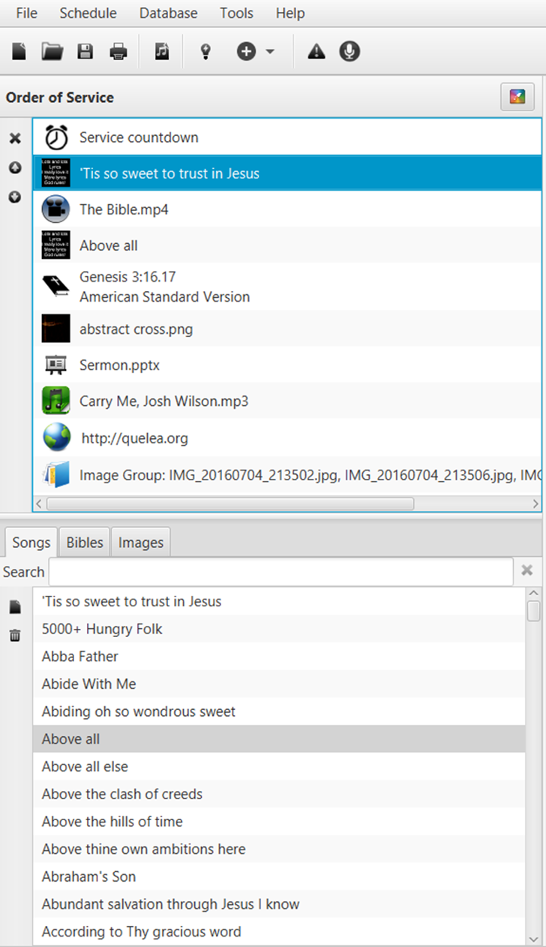 File Schedule Database Tools Help
Order of Service
Service countdown
'Tis so sweet to trust in Jesus
The Bible.mp4
Above all
Genesis 3:16.17
American Standard Version
abstract cross.png
Sermon.pptx
Carry Me, Josh Wilson.mp3
http://quelea.org
Image Group: IMG_20160704_213502.jpg, IMG_20160704_213506.jpg, IMG
Songs Bibles Images
Search
'Tis so sweet to trust in Jesus
5000+ Hungry Folk
Abba Father
Abide With Me
Abiding oh so wondrous sweet
Above all
Above all else
Above the clash of creeds
Above the hills of time
Above thine own ambitions here
Abraham's Son
Abundant salvation through Jesus I know
According to Thy gracious word